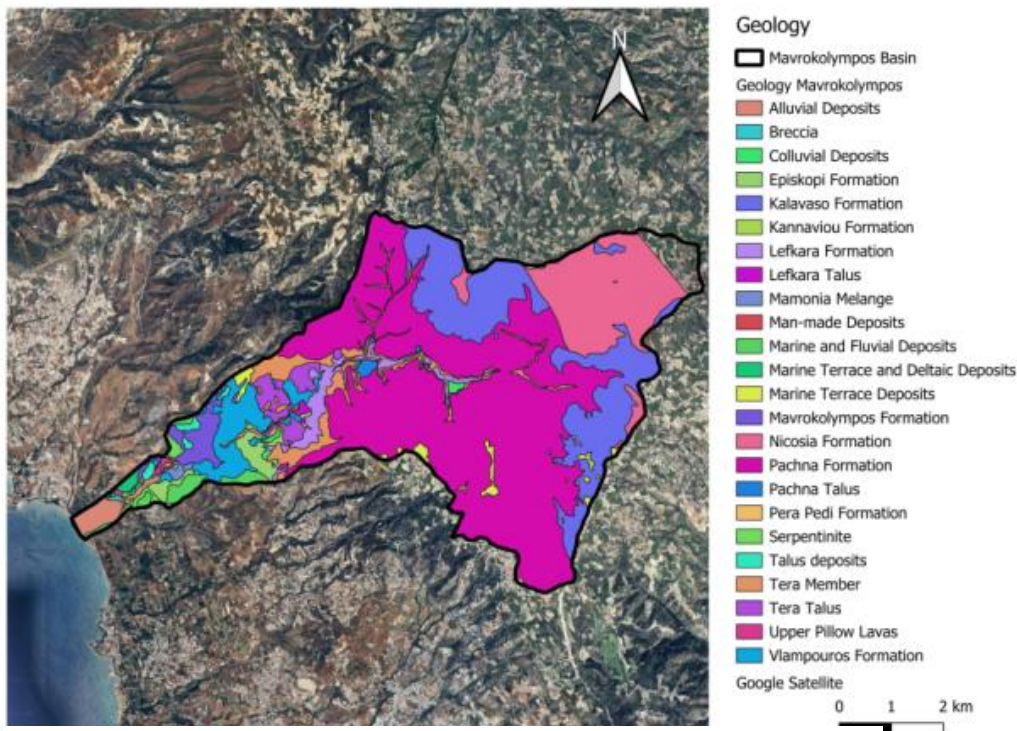 N
Geology
Mavrokolympos Basin
Geology Mavrokolympos
Alluvial Deposits
Breccia
Colluvial Deposits
Episkopi Formation
Kalavaso Formation
Kannaviou Formation
Lefkara Formation
Lefkara Talus
Mamonia Melange
Man-made Deposits
Marine and Fluvial Deposits
Marine Terrace and Deltaic Deposits
Marine Terrace Deposits
Mavrokolympos Formation
Nicosia Formation
Pachna Formation
Pachna Talus
Pera Pedi Formation
Serpentinite
Talus deposits
Tera Member
Tera Talus
Upper Pillow Lavas
Vlampouros Formation
Google Satellite
0 1 2 km